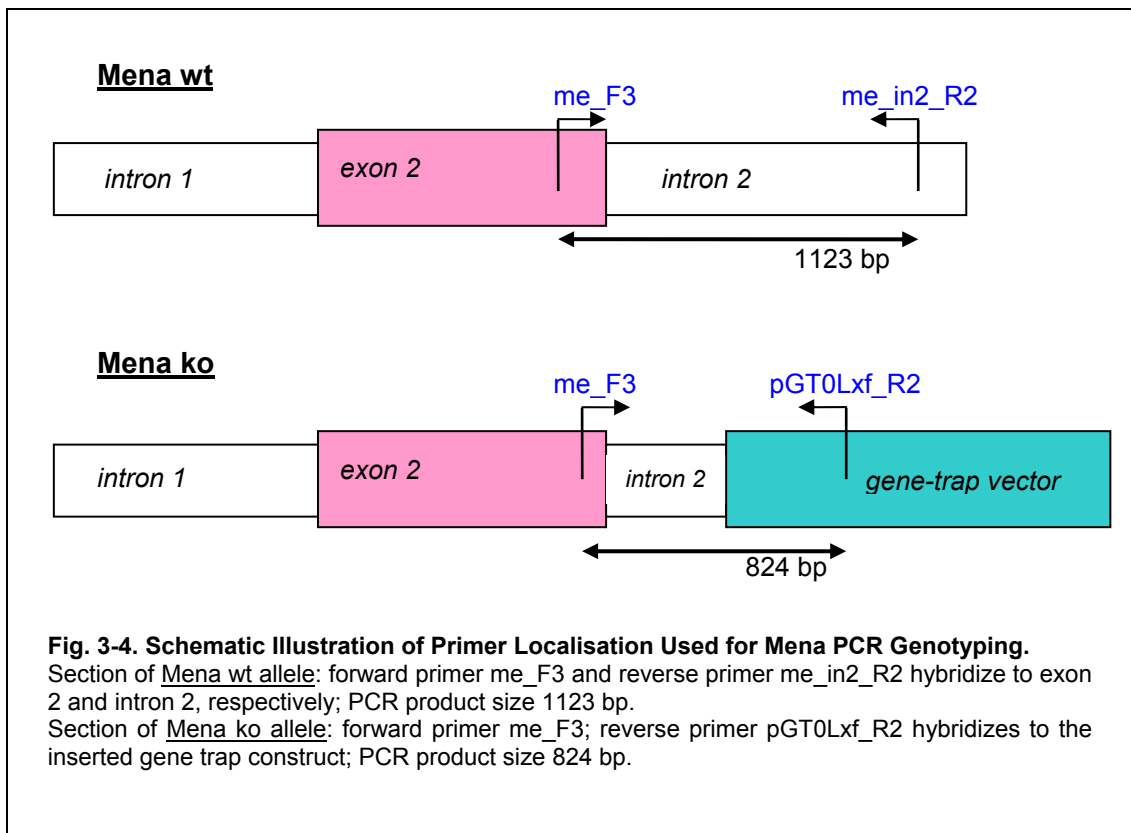 Mena wt
me_F3
me_in2_R2
intron 1
exon 2
intron 2
1123 bp
Mena ko
me_F3
pGT0Lxf_R2
intron 1
exon 2
intron 2
gene-trap vector
824 bp
Fig. 3-4. Schematic Illustration of Primer Localisation Used for Mena PCR Genotyping.
Section of Mena wt allele: forward primer me_F3 and reverse primer me_in2_R2 hybridize to exon
2 and intron 2, respectively; PCR product size 1123 bp.
Section of Mena ko allele: forward primer me_F3; reverse primer pGT0Lxf_R2 hybridizes to the
inserted gene trap construct; PCR product size 824 bp.